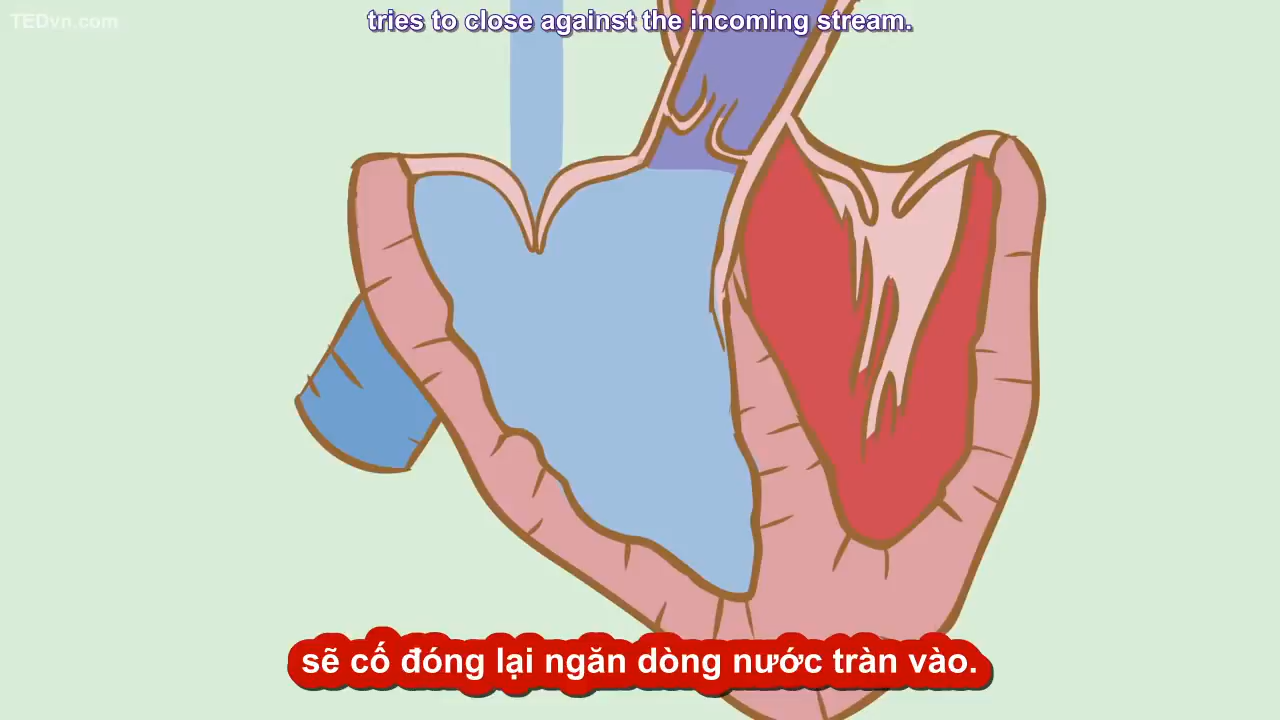 TEDvn.com
tries to close against the incoming stream.
sẽ cố đóng lại ngăn dòng nước tràn vào.